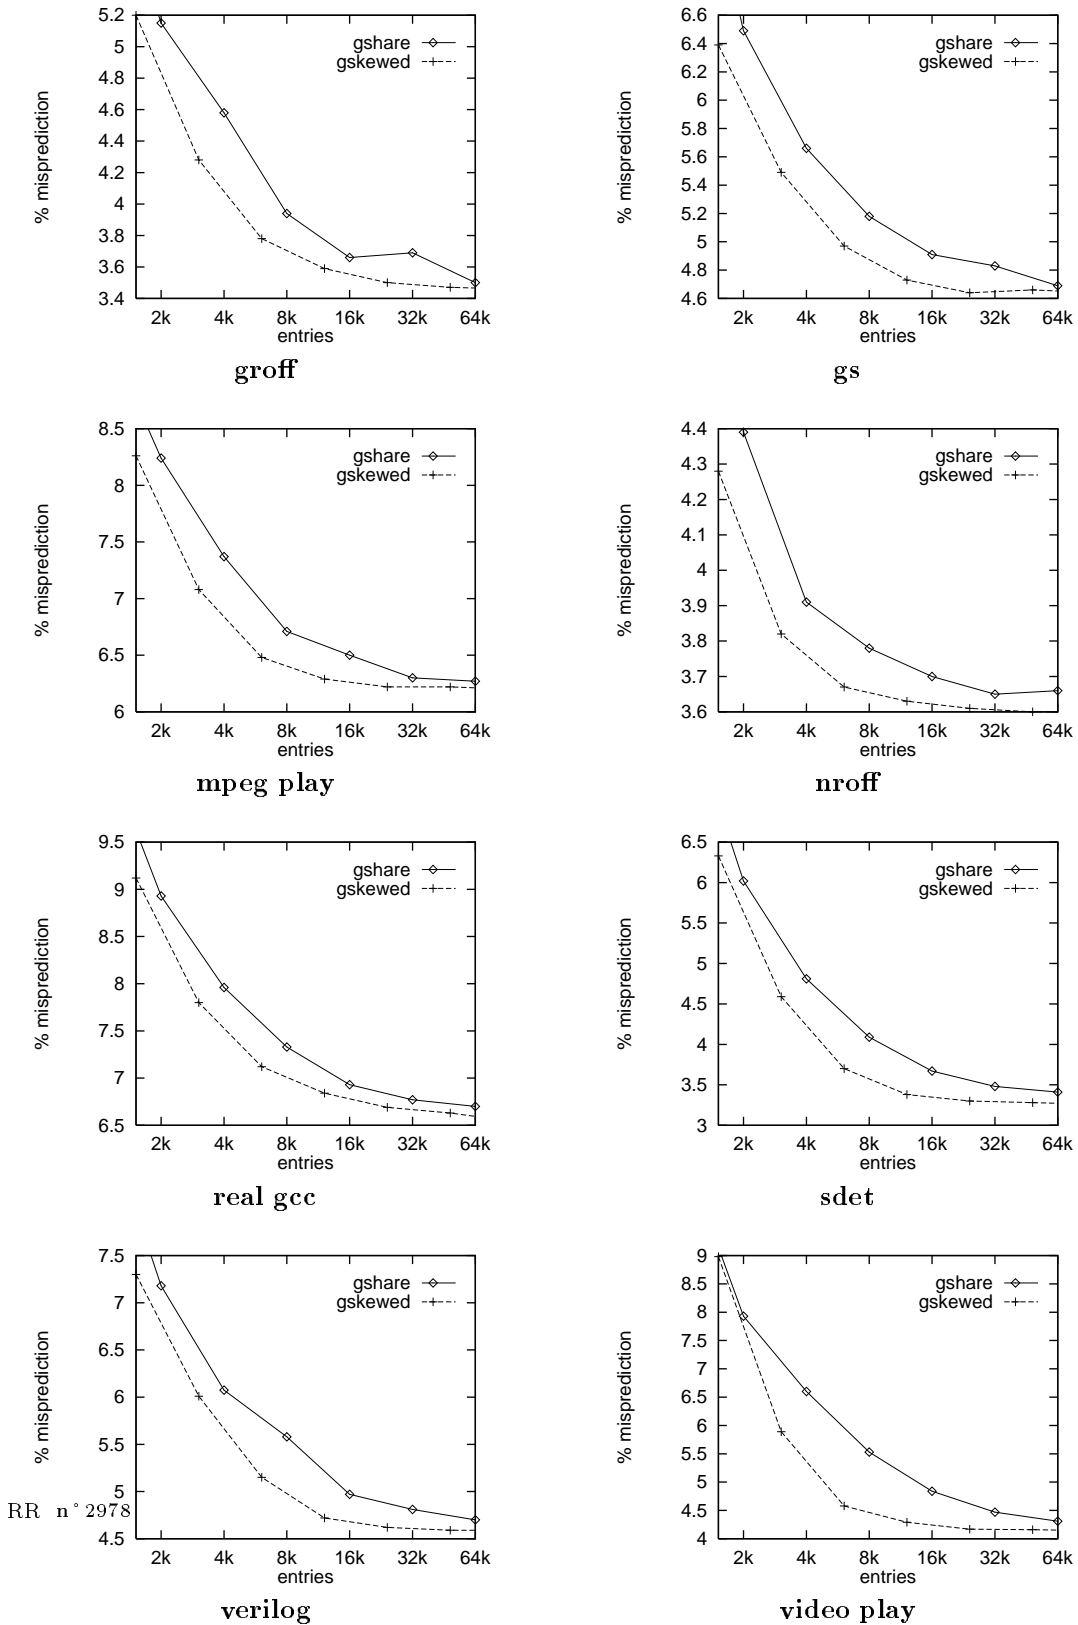 5.2
5
4.8
4.6
4.4
4.2
4
3.8
3.6
3.4
% misprediction
gshare
gskewed
2k 4k 8k 16k 32k 64k
entries
groff
6.6
6.4
6.2
6
5.8
5.6
5.4
5.2
5
4.8
4.6
% misprediction
gshare
gskewed
2k 4k 8k 16k 32k 64k
entries
gs
8.5
8
7.5
7
6.5
6
% misprediction
gshare
gskewed
2k 4k 8k 16k 32k 64k
entries
mpeg play
4.4
4.3
4.2
4.1
4
3.9
3.8
3.7
3.6
% misprediction
gshare
gskewed
2k 4k 8k 16k 32k 64k
entries
nroff
9.5
9
8.5
8
7.5
7
6.5
% misprediction
gshare
gskewed
2k 4k 8k 16k 32k 64k
entries
real gcc
6.5
6
5.5
5
4.5
4
3.5
3
% misprediction
gshare
gskewed
2k 4k 8k 16k 32k 64k
entries
sdet
7.5
7
6.5
6
5.5
5
4.5
% misprediction
gshare
gskewed
2k 4k 8k 16k 32k 64k
entries
verilog
9
8.5
8
7.5
7
6.5
6
5.5
5
4.5
4
% misprediction
gshare
gskewed
2k 4k 8k 16k 32k 64k
entries
video play
RR n°2978